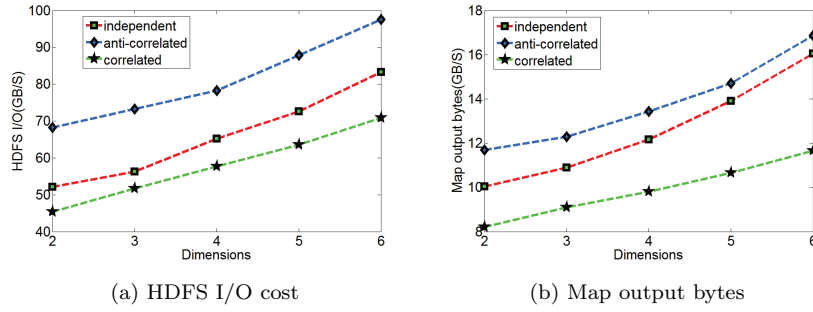 100
90
80
70
60
50
40
HDFS I/O(GB/S)
independent
anti-correlated
correlated
2 3 4 5 6
Dimensions
(a) HDFS I/O cost
18
16
14
12
10
8
Map output bytes(GB/S)
independent
anti-correlated
correlated
2 3 4 5 6
Dimensions
(b) Map output bytes